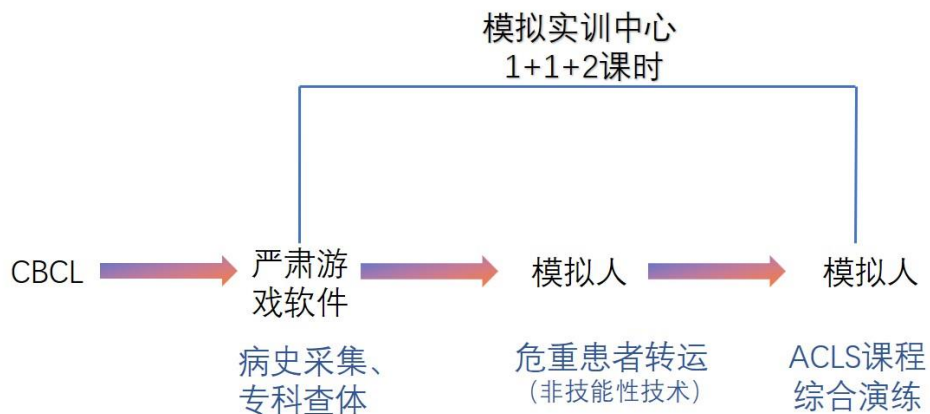 模拟实训中心
1+1+2课时
CBCL
严肃游
戏软件
模拟人
模拟人
病史采集、
专科查体
危重患者转运
（非技能性技术）
ACLS课程
综合演练